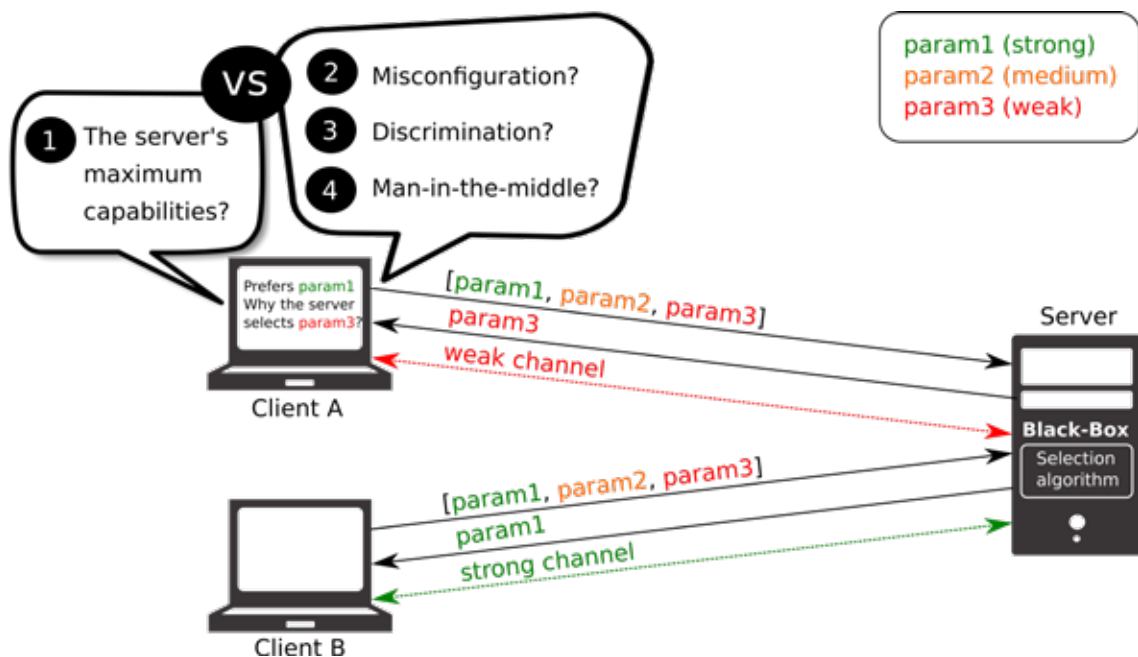 vs
1 The server's
maximum
capabilities?
2 Misconfiguration?
3 Discrimination?
4 Man-in-the-middle?
param1 (strong)
param2 (medium)
param3 (weak)
Prefers param1
Why the server
selects param3?
Client A
[param1, param2, param3]
param3
weak channel
Server
Black-Box
Selection
algorithm
[param1, param2, param3]
param1
strong channel
Client B